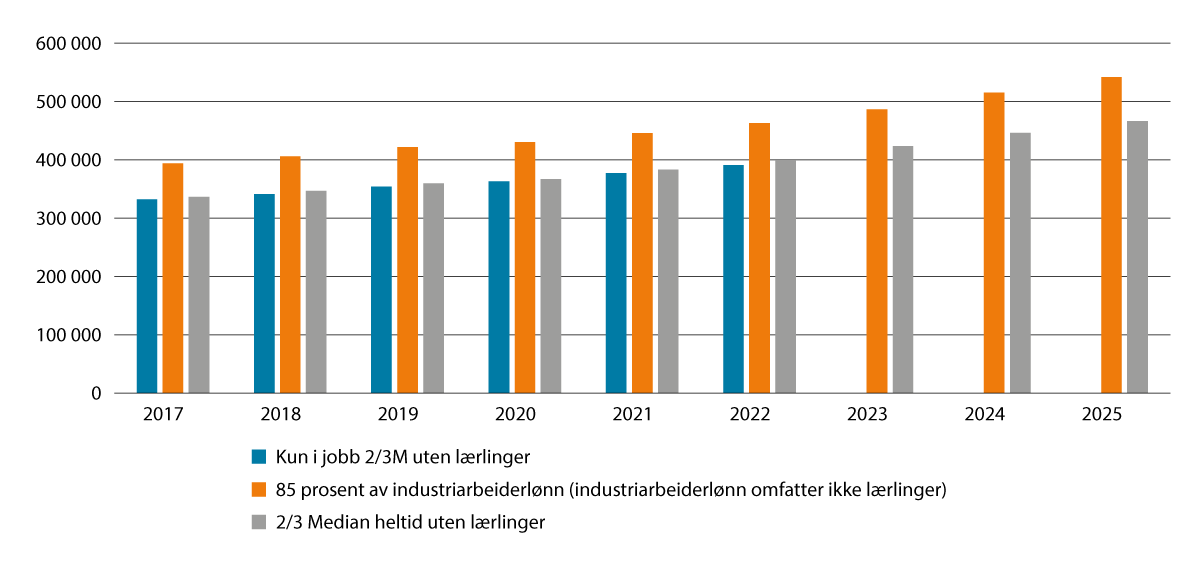 600 000
500 000
400 000
300 000
200 000
100 000
0
2017 2018 2019 2020 2021 2022 2023 2024 2025
Kun i jobb 2/3M uten lærlinger
85 prosent av industriarbeiderlønn (industriarbeiderlønn omfatter ikke lærlinger)
2/3 Median heltid uten lærlinger